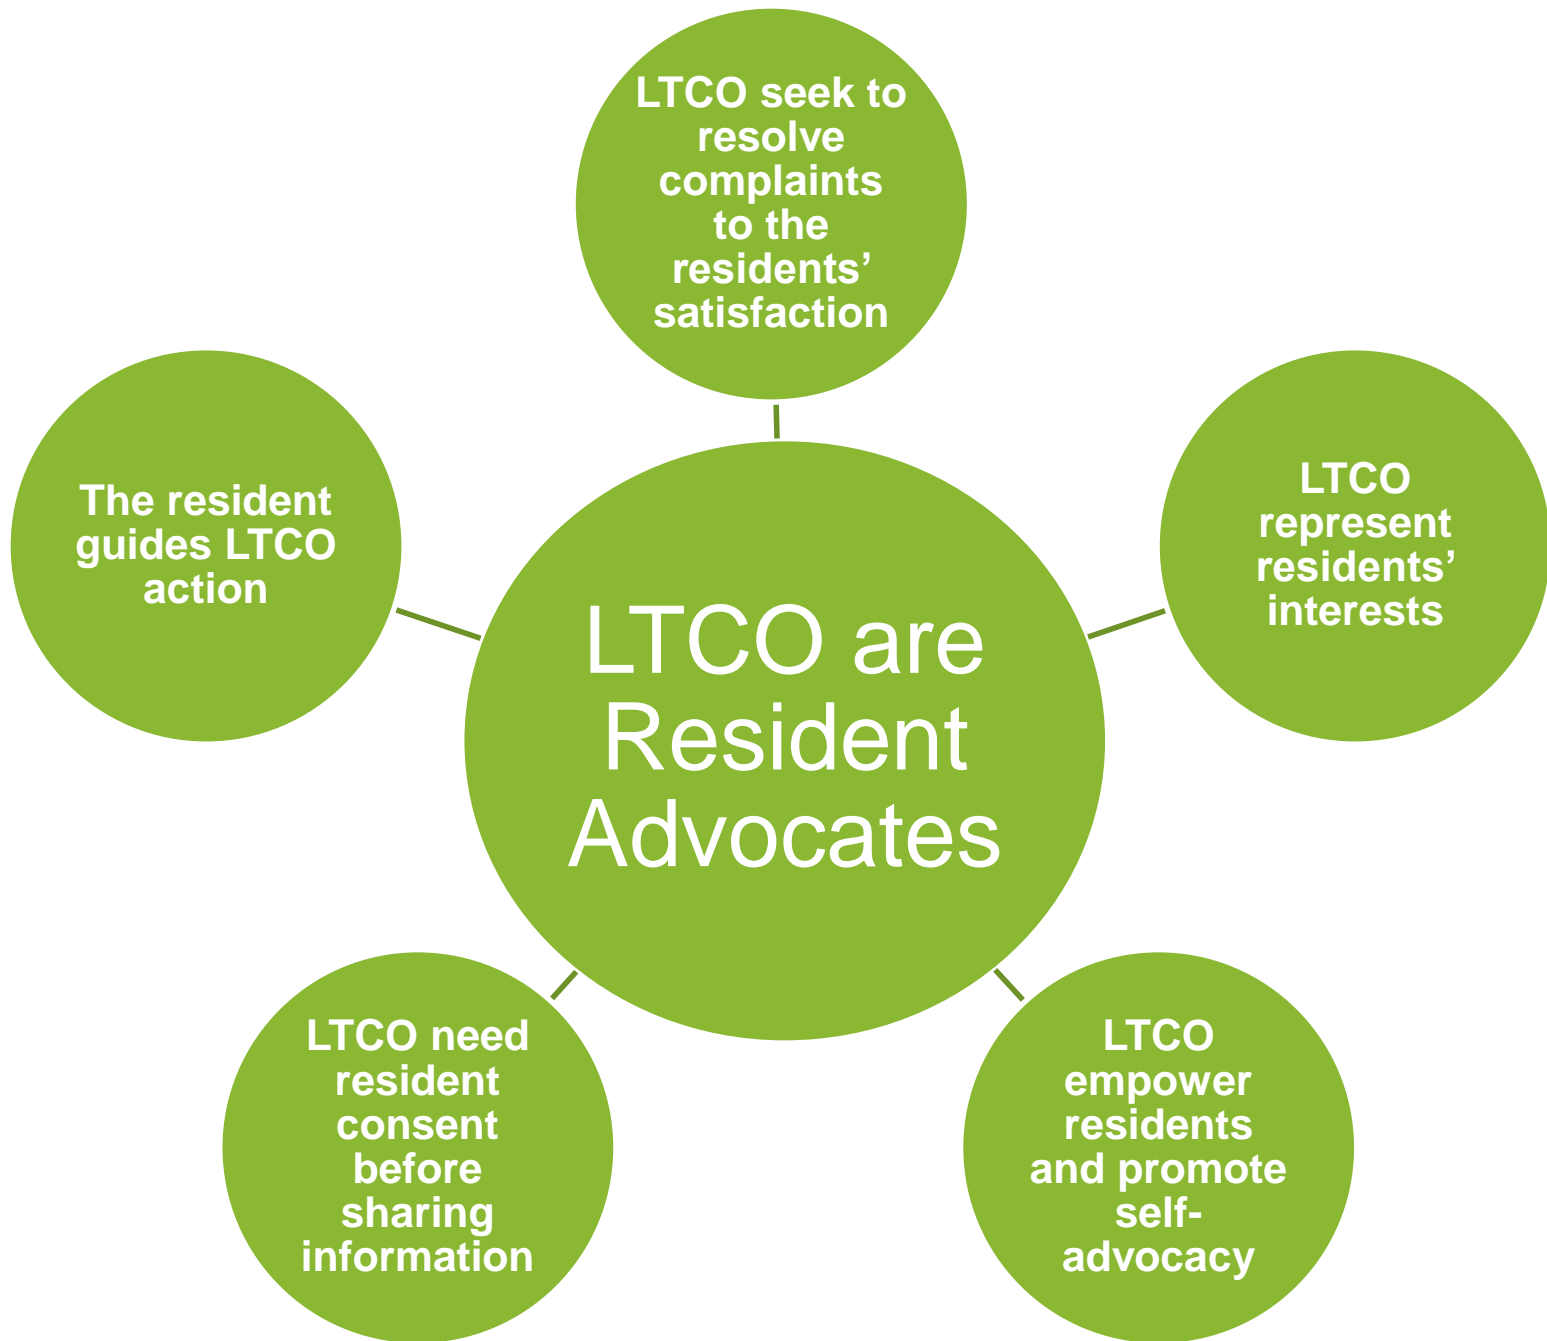 LTCO seek to
resolve
complaints
to the
residents’
satisfaction
The resident
guides LTCO
action
LTCO
represent
residents’
interests
LTCO are
Resident
Advocates
LTCO need
resident
consent
before
sharing
information
LTCO
empower
residents
and promote
self-
advocacy